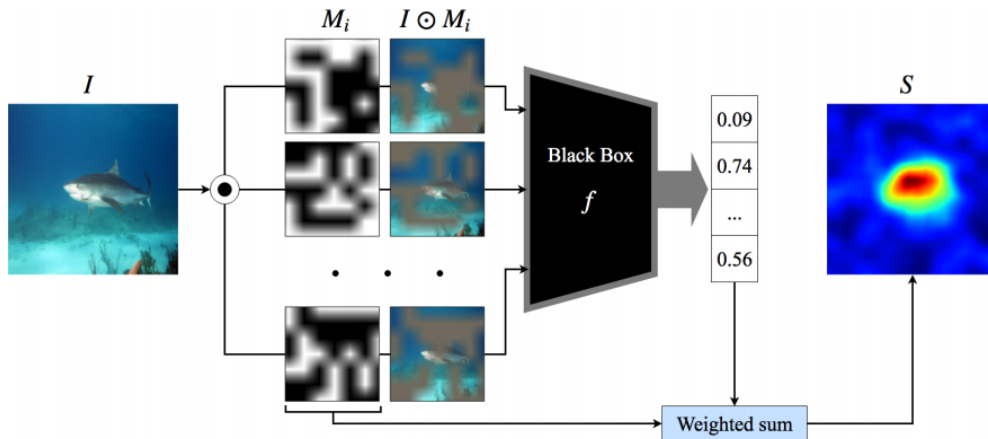 I
M_i
I ⊙ M_i
S
Black Box
f
0.09
0.74
...
0.56
Weighted sum